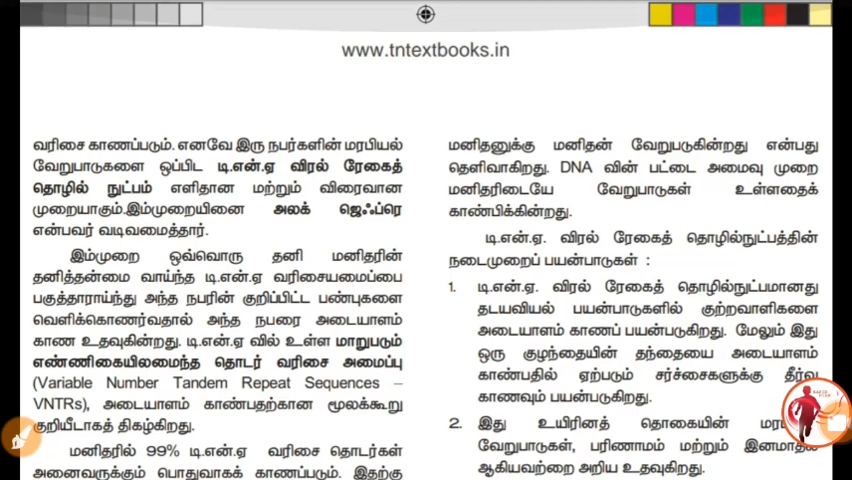 www.tntextbooks.in
வரிசை காணப்படும். எனவே இரு நபர்களின் மரபியல்
வேறுபாடுகளை ஒப்பிட டி.என்.ஏ விரல் ரேகைத்
தொழில் நுட்பம் எளிதான மற்றும் விரைவான
முறையாகும்.இம்முறையினை அலக் ஜெஃப்ரெ
என்பவர் வடிவமைத்தார்.
இம்முறை ஒவ்வொரு தனி மனிதரின்
தனித்தன்மை வாய்ந்த டி.என்.ஏ வரிசையமைப்பை
பகுத்தாராய்ந்து அந்த நபரின் குறிப்பிட்ட பண்புகளை
வெளிக்கொணர்வதால் அந்த நபரை அடையாளம்
காண உதவுகின்றது. டி.என்.ஏ வில் உள்ள மாறுபடும்
எண்ணிகையிலமைந்த தொடர் வரிசை அமைப்பு
(Variable Number Tandem Repeat Sequences –
VNTRs), அடையாளம் காண்பதற்கான மூலக்கூறு
குறியீடாகத் திகழ்கிறது.
மனிதரில் 99% டி.என்.ஏ வரிசை தொடர்கள்
அனைவருக்கும் பொதுவாகக் காணப்படும். இதற்கு
மனிதனுக்கு மனிதன் வேறுபடுகின்றது என்பது
தெளிவாகிறது. DNA வின் பட்டை அமைவு முறை
மனிதரிடையே வேறுபாடுகள் உள்ளதைக்
காண்பிக்கின்றது.
டி.என்.ஏ. விரல் ரேகைத் தொழில்நுட்பத்தின்
நடைமுறைப் பயன்பாடுகள் :
1. டி.என்.ஏ. விரல் ரேகைத் தொழில்நுட்பமானது
தடயவியல் பயன்பாடுகளில் குற்றவாளிகளை
அடையாளம் காணப் பயன்படுகிறது. மேலும் இது
ஒரு குழந்தையின் தந்தையை அடையாளம்
காண்பதில் ஏற்படும் சர்ச்சைகளுக்கு தீர்வு
காணவும் பயன்படுகிறது.
2. இது உயிரினத் தொகையின்
வேறுபாடுகள், பரிணாமம் மற்றும்
ஆகியவற்றை அறிய உதவுகிறது.